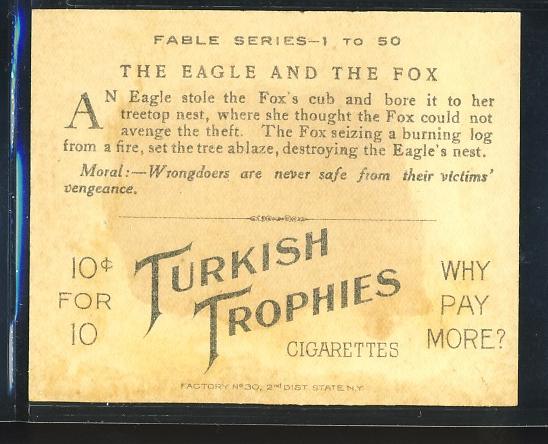 FABLE SERIES-1 TO 50
THE EAGLE AND THE FOX
AN Eagle stole the Fox's cub and bore it to her
treetop nest, where she thought the Fox could not
avenge the theft. The Fox seizing a burning log
from a fire, set the tree ablaze, destroying the Eagle's nest.
Moral:—Wrongdoers are never safe from their victims'
vengeance.
10¢
FOR
10
TURKISH
TROPHIES
CIGARETTES
WHY
PAY
MORE?
FACTORY Nº 30, 2nd DIST. STATE N.Y.